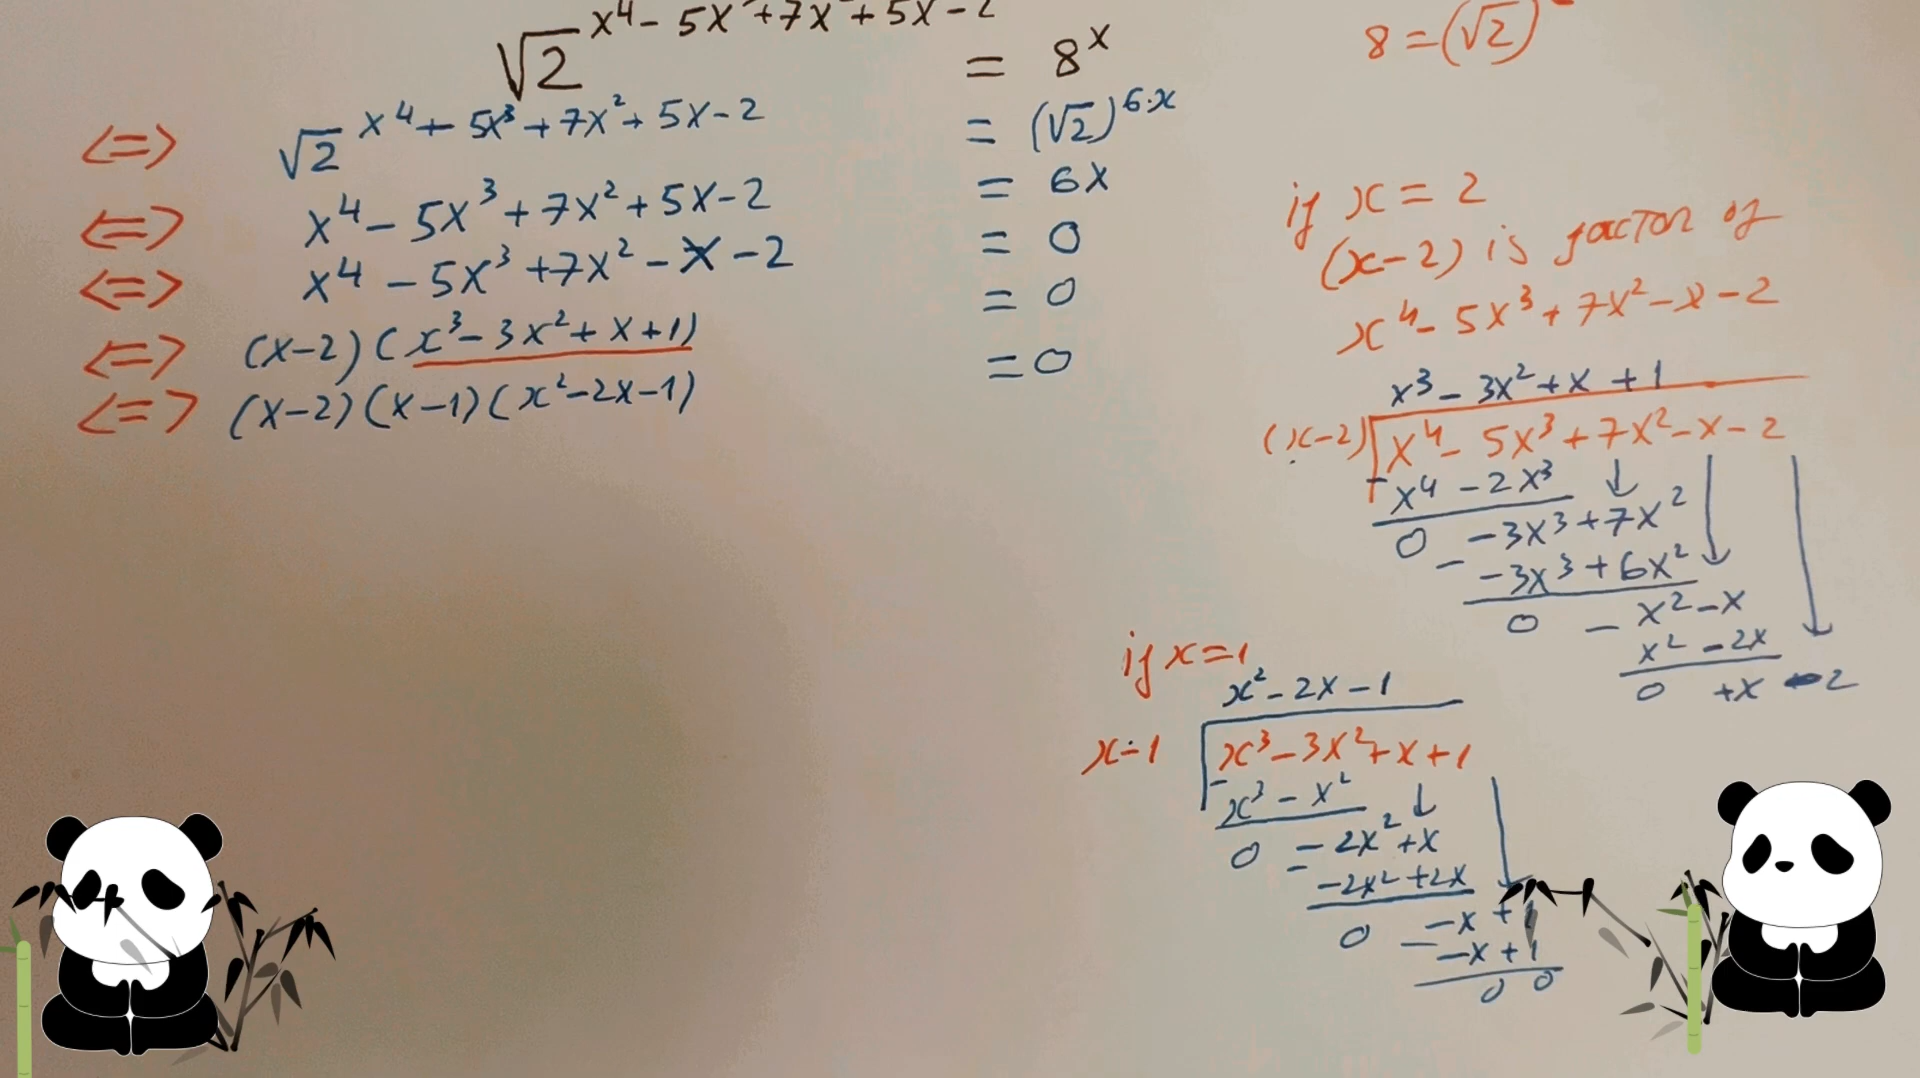 √2^(x⁴ - 5x +7x + 5x - 2) = 8^x
8 = (√2)
<=> √2^(x⁴ + 5x³ + 7x² + 5x - 2) = (√2)^(6·x)
<=> x⁴ - 5x³ + 7x² + 5x - 2 = 6x
<=> x⁴ - 5x³ + 7x² - x - 2 = 0
<=> (x-2)(x³ - 3x² + x + 1) = 0
<=> (x-2)(x-1)(x² - 2x - 1) = 0
if x = 2
(x-2) is factor of
x⁴ - 5x³ + 7x² - x - 2
x³ - 3x² + x + 1
(x-2) x⁴ - 5x³ + 7x² - x - 2
- x⁴ - 2x³ ↓
0 - 3x³ + 7x²
- -3x³ + 6x²
0 x² - x
- x² - 2x
0 +x - 2
if x = 1
x² - 2x - 1
x-1 x³ - 3x² + x + 1
- x³ - x² ↓
0 - 2x² + x
- -2x² + 2x
0 -x + 1
- -x + 1
0 0